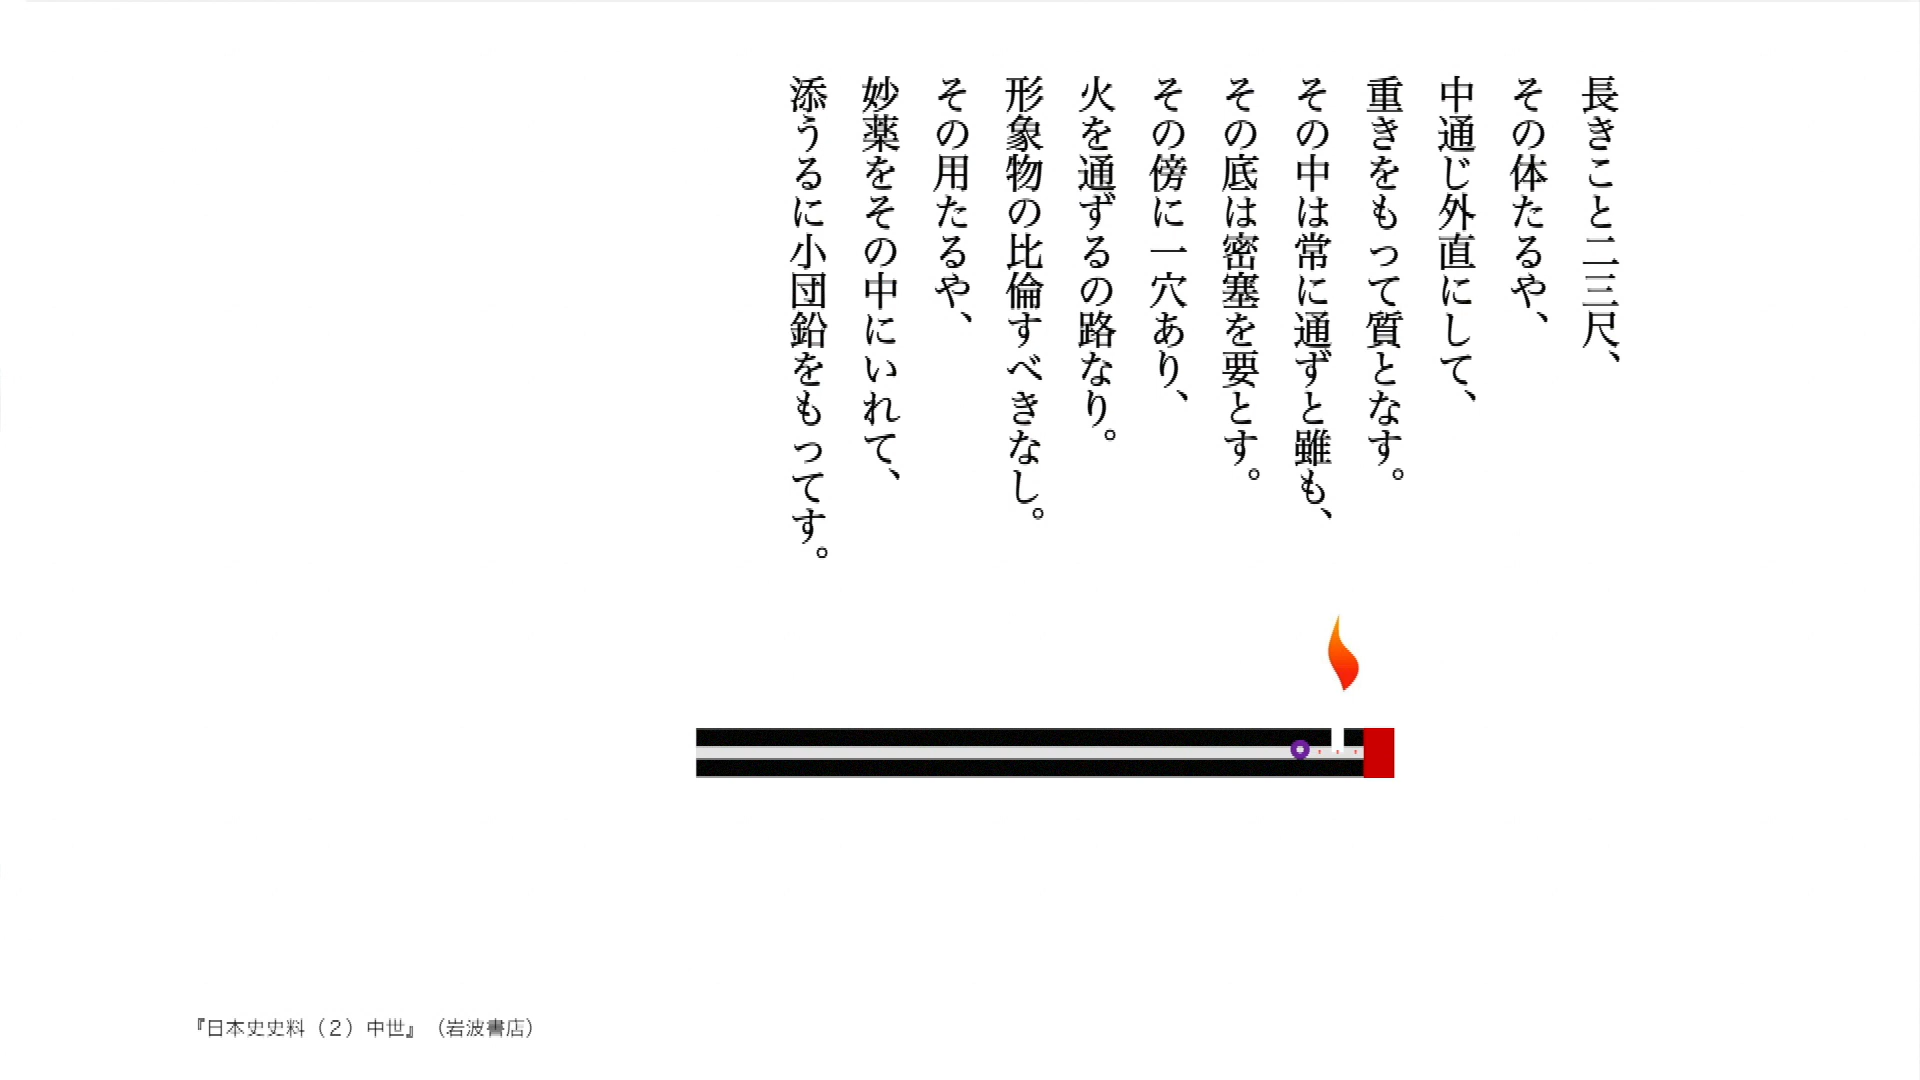 長きこと二三尺、
その体たるや、
中通じ外直にして、
重きをもって質となす。
その中は常に通ずと雖も、
その底は密塞を要とす。
その傍に一穴あり、
火を通ずるの路なり。
形象物の比倫すべきなし。
その用たるや、
妙薬をその中にいれて、
添うるに小団鉛をもってす。
『日本史史料（２）中世』（岩波書店）